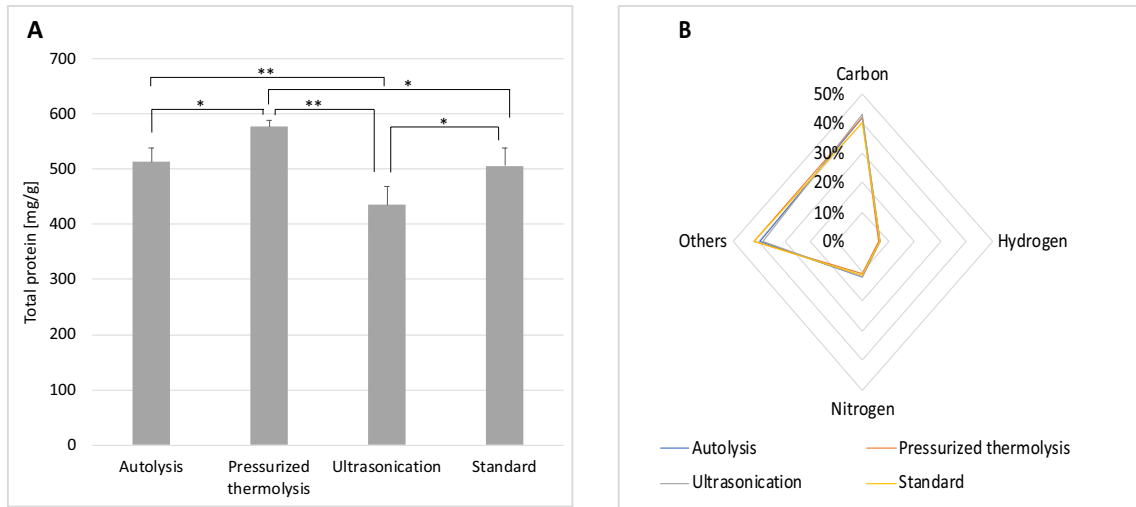 A
700
600
500
400
300
200
100
0
Total protein [mg/g]
**
*
*
**
*
Autolysis
Pressurized
thermolysis
Ultrasonication
Standard
B
Carbon
50%
40%
30%
20%
10%
0%
Others
Hydrogen
Nitrogen
Autolysis
Pressurized thermolysis
Ultrasonication
Standard